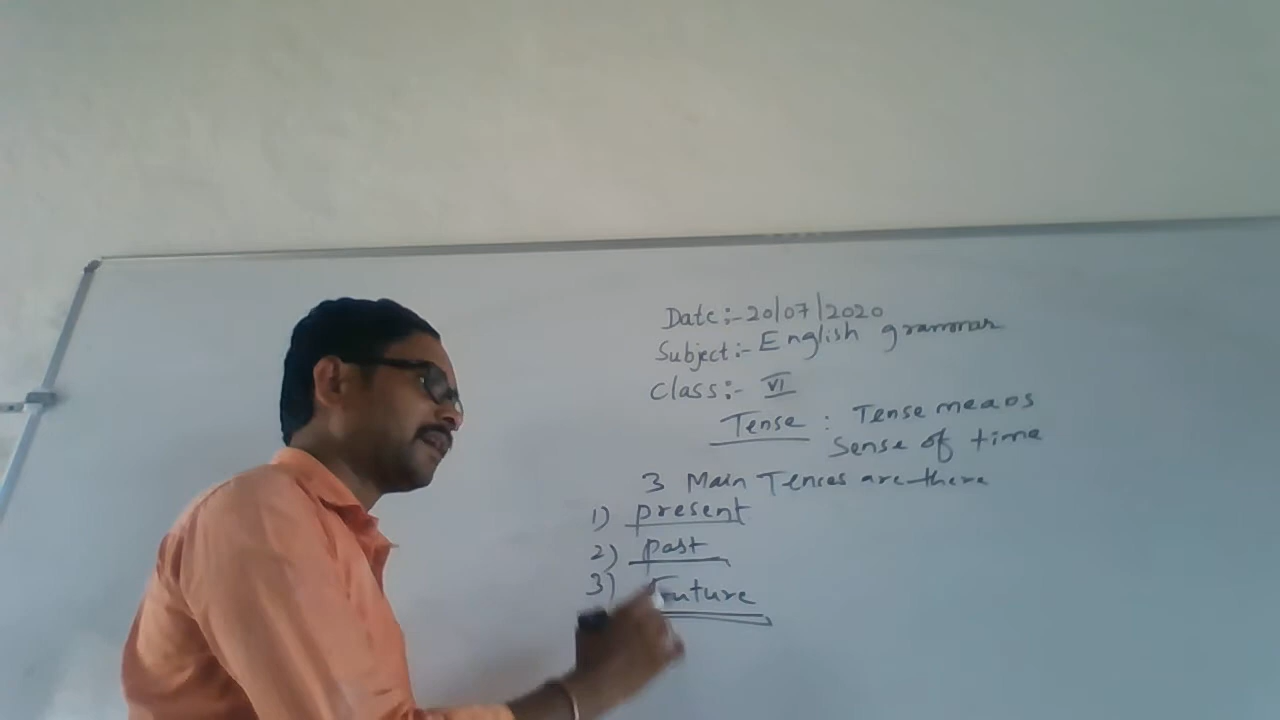 Date:- 20/07/2020
Subject:- English grammar
Class:- VI
Tense : Tense means
Sense of time
3 Main Tences are there
1) present
2) past
3) Future